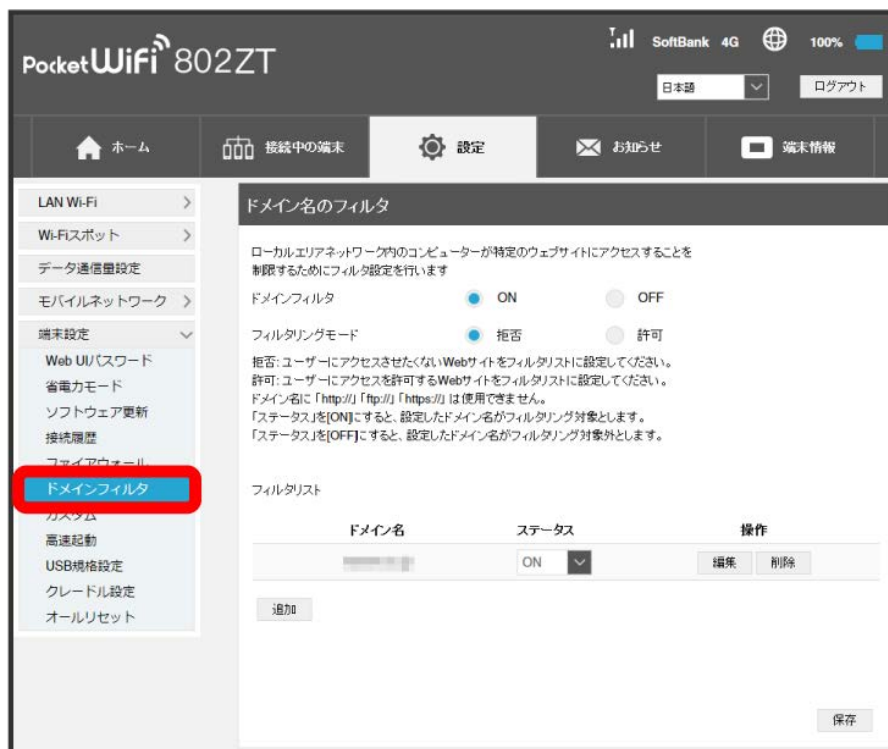 PocketWiFi 802ZT
SoftBank 4G 100%
日本語 ログアウト
ホーム 接続中の端末 設定 お知らせ 端末情報
LAN Wi-Fi
Wi-Fiスポット
データ通信量設定
モバイルネットワーク
端末設定
Web UIパスワード
省電力モード
ソフトウェア更新
接続履歴
ファイアウォール
ドメインフィルタ
カスタム
高速起動
USB規格設定
クレードル設定
オールリセット
ドメイン名のフィルタ
ローカルエリアネットワーク内のコンピューターが特定のウェブサイトにアクセスすることを
制限するためにフィルタ設定を行います
ドメインフィルタ ON OFF
フィルタリングモード 拒否 許可
拒否: ユーザーにアクセスさせたくないWebサイトをフィルタリストに設定してください。
許可: ユーザーにアクセスを許可するWebサイトをフィルタリストに設定してください。
ドメイン名に「http://」「ftp://」「https://」は使用できません。
「ステータス」を[ON]にすると、設定したドメイン名がフィルタリング対象とします。
「ステータス」を[OFF]にすると、設定したドメイン名がフィルタリング対象外とします。
フィルタリスト
ドメイン名 ステータス 操作
ON 編集 削除
追加
保存